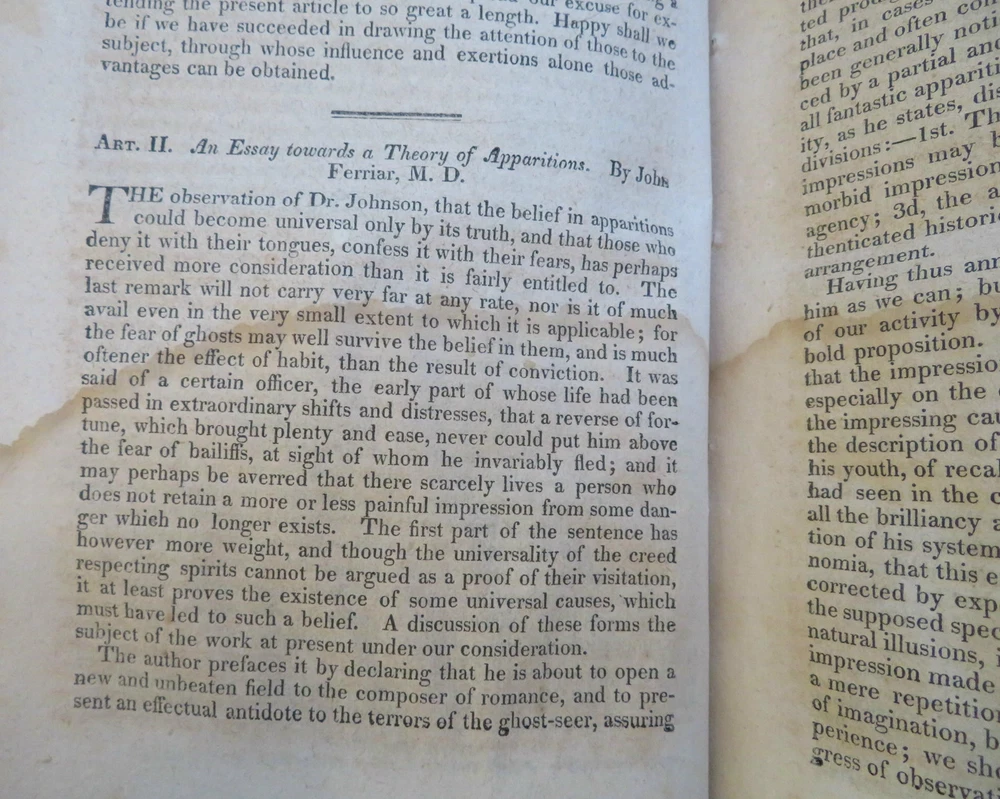 our excuse for ex-
tending the present article to so great a length. Happy shall we
be if we have succeeded in drawing the attention of those to the
subject, through whose influence and exertions alone those ad-
vantages can be obtained.
ART. II. An Essay towards a Theory of Apparitions. By John
Ferriar, M. D.
THE observation of Dr. Johnson, that the belief in apparitions
could become universal only by its truth, and that those who
deny it with their tongues, confess it with their fears, has perhaps
received more consideration than it is fairly entitled to. The
last remark will not carry very far at any rate, nor is it of much
avail even in the very small extent to which it is applicable; for
the fear of ghosts may well survive the belief in them, and is much
oftener the effect of habit, than the result of conviction. It was
said of a certain officer, the early part of whose life had been
passed in extraordinary shifts and distresses, that a reverse of for-
tune, which brought plenty and ease, never could put him above
the fear of bailiffs, at sight of whom he invariably fled; and it
may perhaps be averred that there scarcely lives a person who
does not retain a more or less painful impression from some dan-
ger which no longer exists. The first part of the sentence has
however more weight, and though the universality of the creed
respecting spirits cannot be argued as a proof of their visitation,
it at least proves the existence of some universal causes, which
must have led to such a belief. A discussion of these forms the
subject of the work at present under our consideration.
The author prefaces it by declaring that he is about to open a
new and unbeaten field to the composer of romance, and to pre-
sent an effectual antidote to the terrors of the ghost-seer, assuring
ted
that, in cases
place and often
been generally
ced by a partial and
all fantastic
ity, as he states,
divisions:—1st.
impressions may
morbid impression
agency; 3d, the
thenticated
arrangement.
Having thus
him as we can;
of our activity by
bold proposition.
that the
especially on the
the impressing
the description of
his youth, of
had seen in the
all the brilliancy
tion of his system
nomia, that this
corrected by
the supposed
natural illusions,
impression made
a mere
of imagination,
perience; we
gress of